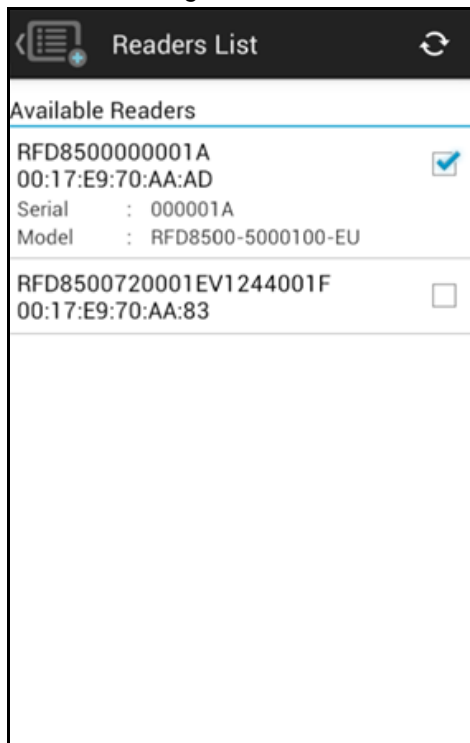 Readers List
Available Readers
RFD8500000001A
00:17:E9:70:AA:AD
Serial : 000001A
Model : RFD8500-5000100-EU
RFD8500720001EV1244001F
00:17:E9:70:AA:83